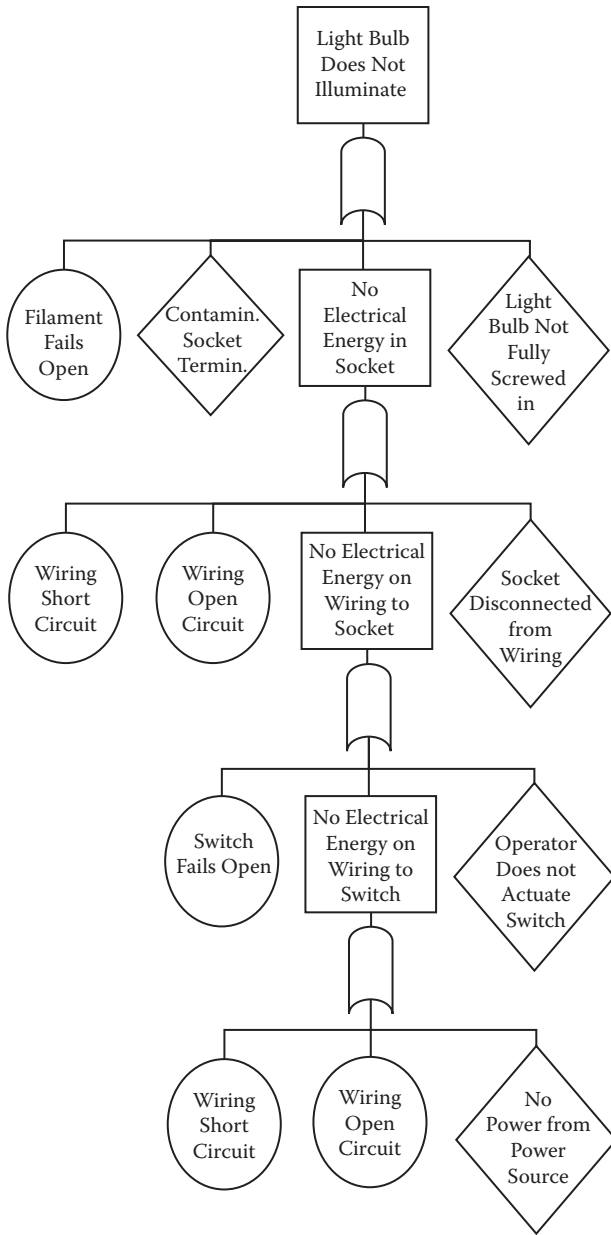 Light Bulb
Does Not
Illuminate
Filament
Fails
Open
Contamin.
Socket
Termin.
No
Electrical
Energy in
Socket
Light
Bulb Not
Fully
Screwed
in
Wiring
Short
Circuit
Wiring
Open
Circuit
No Electrical
Energy on
Wiring to
Socket
Socket
Disconnected
from
Wiring
Switch
Fails Open
No Electrical
Energy on
Wiring to
Switch
Operator
Does not
Actuate
Switch
Wiring
Short
Circuit
Wiring
Open
Circuit
No
Power from
Power
Source